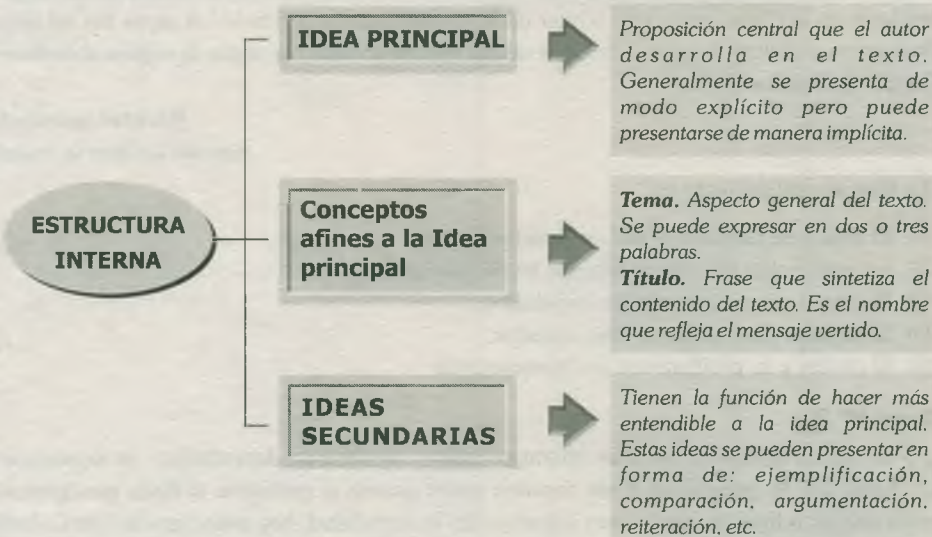 IDEA PRINCIPAL
Proposición central que el autor
desarrolla en el texto.
Generalmente se presenta de
modo explícito pero puede
presentarse de manera implícita.
ESTRUCTURA
INTERNA
Conceptos
afines a la Idea
principal
Tema. Aspecto general del texto.
Se puede expresar en dos o tres
palabras.
Título. Frase que sintetiza el
contenido del texto. Es el nombre
que refleja el mensaje vertido.
IDEAS
SECUNDARIAS
Tienen la función de hacer más
entendible a la idea principal.
Estas ideas se pueden presentar en
forma de: ejemplificación,
comparación, argumentación,
reiteración, etc.